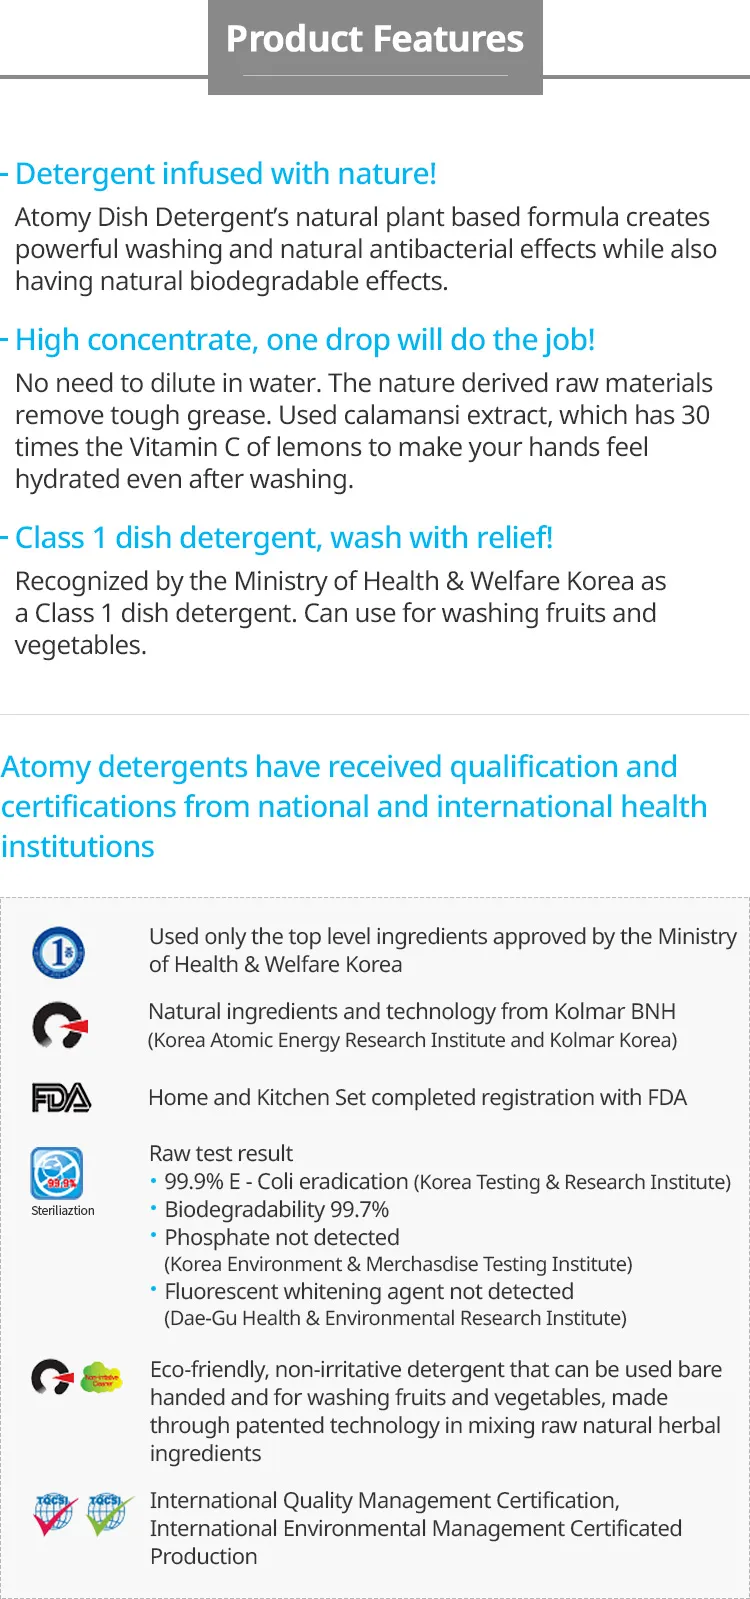 Product Features
- Detergent infused with nature!
Atomy Dish Detergent's natural plant based formula creates
powerful washing and natural antibacterial effects while also
having natural biodegradable effects.
- High concentrate, one drop will do the job!
No need to dilute in water. The nature derived raw materials
remove tough grease. Used calamansi extract, which has 30
times the Vitamin C of lemons to make your hands feel
hydrated even after washing.
- Class 1 dish detergent, wash with relief!
Recognized by the Ministry of Health & Welfare Korea as
a Class 1 dish detergent. Can use for washing fruits and
vegetables.
Atomy detergents have received qualification and
certifications from national and international health
institutions
1
Used only the top level ingredients approved by the Ministry
of Health & Welfare Korea
Natural ingredients and technology from Kolmar BNH
(Korea Atomic Energy Research Institute and Kolmar Korea)
FDA
Home and Kitchen Set completed registration with FDA
99.9%
Steriliaztion
Raw test result
• 99.9% E - Coli eradication (Korea Testing & Research Institute)
• Biodegradability 99.7%
• Phosphate not detected
(Korea Environment & Merchasdise Testing Institute)
• Fluorescent whitening agent not detected
(Dae-Gu Health & Environmental Research Institute)
Non-irritative
Cleaner
Eco-friendly, non-irritative detergent that can be used bare
handed and for washing fruits and vegetables, made
through patented technology in mixing raw natural herbal
ingredients
TQCSI TQCSI
International Quality Management Certification,
International Environmental Management Certificated
Production